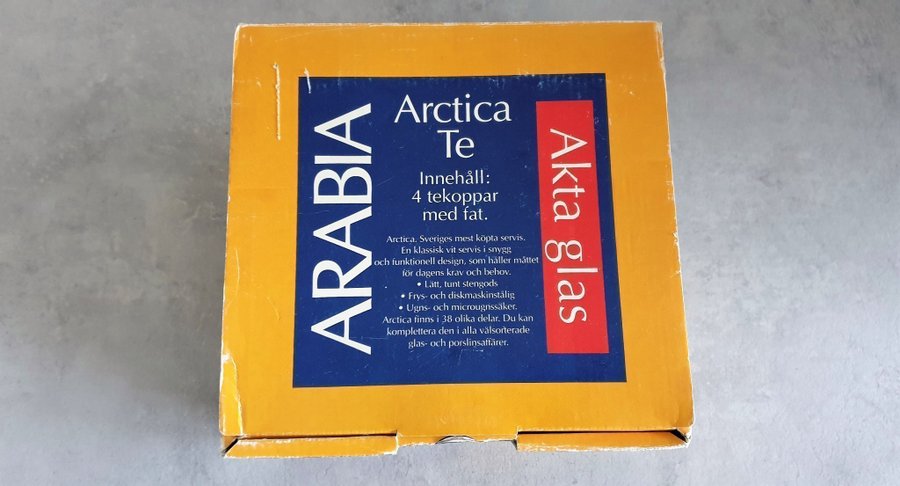 ARABIA
Arctica
Te
Innehåll:
4 tekoppar
med fat.
Arctica. Sveriges mest köpta servis.
En klassisk vit servis i snygg
och funktionell design, som håller måttet
för dagens krav och behov.
• Lätt, tunt stengods
• Frys- och diskmaskinstålig
• Ugns- och microugnssäker.
Arctica finns i 38 olika delar. Du kan
komplettera den i alla välsorterade
glas- och porslinsaffärer.
Akta glas